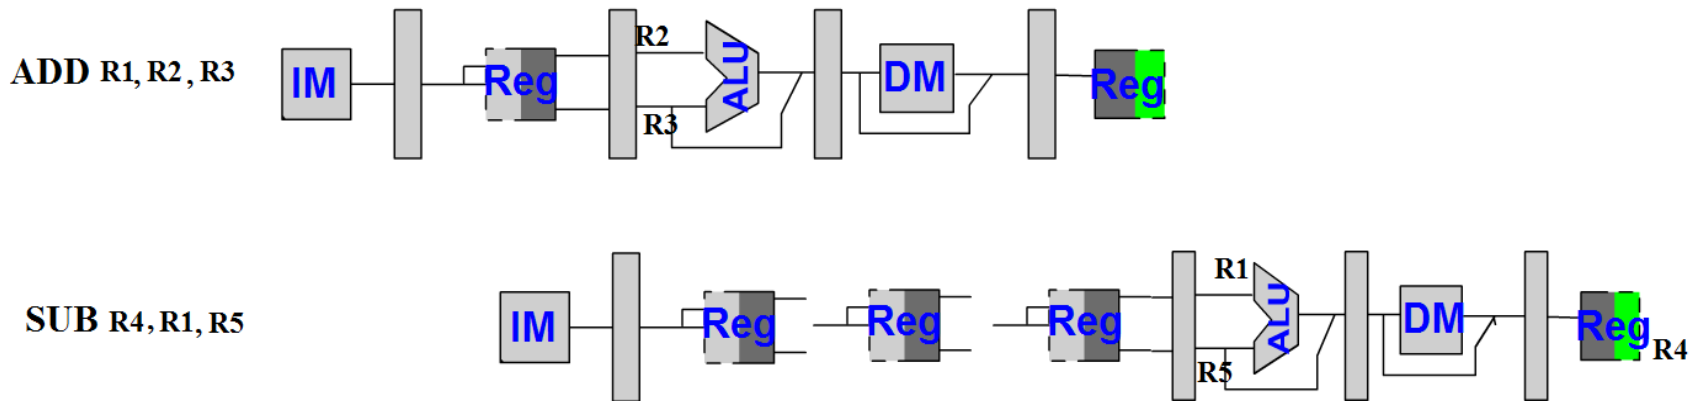 ADD R1, R2, R3
IM
Reg
R2
R3
ALU
DM
Reg
SUB R4, R1, R5
IM
Reg
Reg
Reg
R1
R5
ALU
DM
Reg
R4